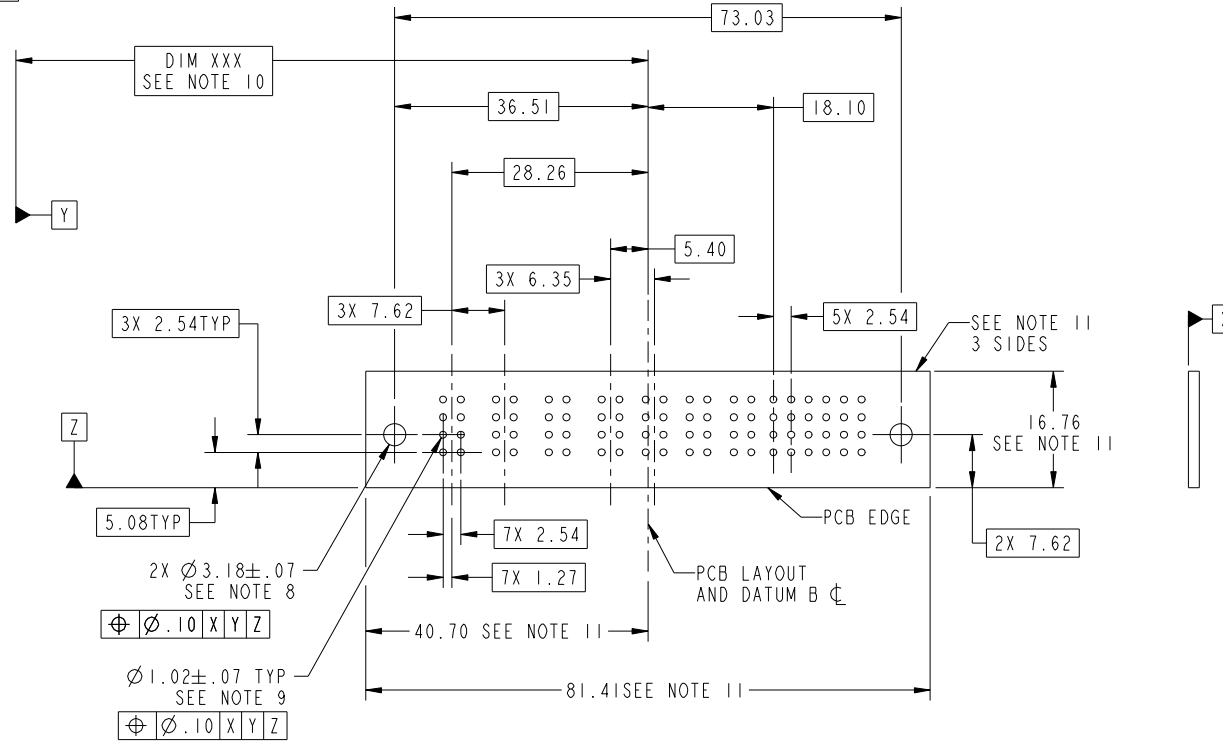 73.03
DIM XXX
SEE NOTE 10
36.51
18.10
28.26
Y
5.40
3X 6.35
3X 7.62
5X 2.54
3X 2.54TYP
SEE NOTE 11
3 SIDES
Z
16.76
SEE NOTE 11
5.08TYP
PCB EDGE
7X 2.54
2X 7.62
2X Ø3.18±.07
SEE NOTE 8
7X 1.27
PCB LAYOUT
AND DATUM B ℄
⌖ Ø.10 X Y Z
40.70 SEE NOTE 11
Ø1.02±.07 TYP
SEE NOTE 9
81.41SEE NOTE 11
⌖ Ø.10 X Y Z